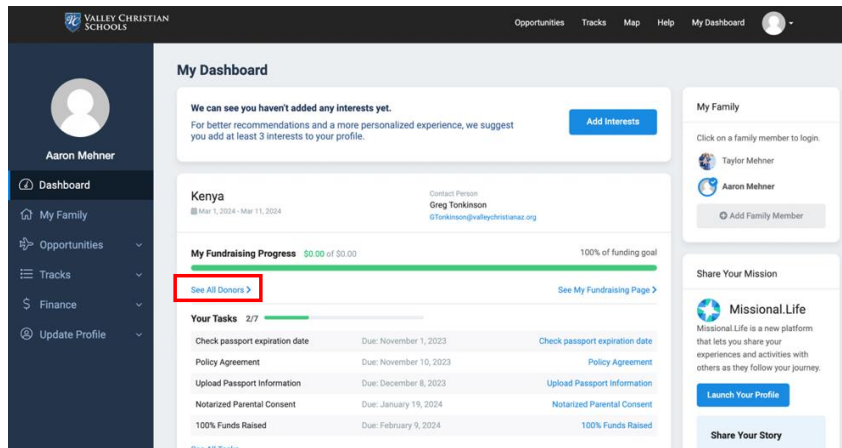 VALLEY CHRISTIAN
SCHOOLS
Opportunities Tracks Map Help My Dashboard
Aaron Mehner
Dashboard
My Family
Opportunities
Tracks
$ Finance
Update Profile
My Dashboard
We can see you haven't added any interests yet.
For better recommendations and a more personalized experience, we suggest
you add at least 3 interests to your profile.
Add Interests
Kenya
Mar 1, 2024 - Mar 11, 2024
Contact Person
Greg Tonkinson
GTonkinson@valleychristianaz.org
My Fundraising Progress $0.00 of $0.00 100% of funding goal
See All Donors > See My Fundraising Page >
Your Tasks 2/7
Check passport expiration date Due: November 1, 2023 Check passport expiration date
Policy Agreement Due: November 10, 2023 Policy Agreement
Upload Passport Information Due: December 8, 2023 Upload Passport Information
Notarized Parental Consent Due: January 19, 2024 Notarized Parental Consent
100% Funds Raised Due: February 9, 2024 100% Funds Raised
My Family
Click on a family member to login.
Taylor Mehner
Aaron Mehner
Add Family Member
Share Your Mission
Missional.Life
Missional.Life is a new platform
that lets you share your
experiences and activities with
others as they follow your journey.
Launch Your Profile
Share Your Story